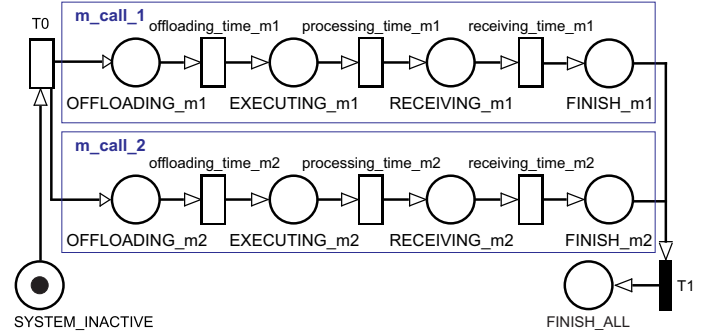 T0
m_call_1
offloading_time_m1 processing_time_m1 receiving_time_m1
OFFLOADING_m1 EXECUTING_m1 RECEIVING_m1 FINISH_m1
m_call_2
offloading_time_m2 processing_time_m2 receiving_time_m2
OFFLOADING_m2 EXECUTING_m2 RECEIVING_m2 FINISH_m2
T1
SYSTEM_INACTIVE FINISH_ALL